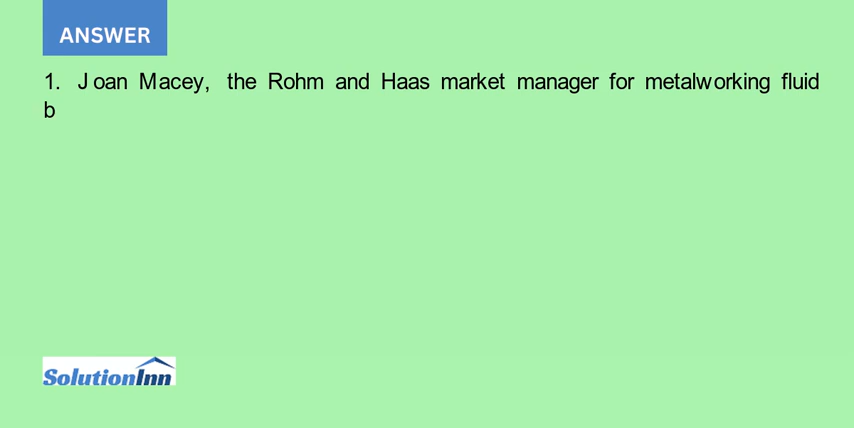 ANSWER
1. Joan Macey, the Rohm and Haas market manager for metalworking fluid
b
SolutionInn